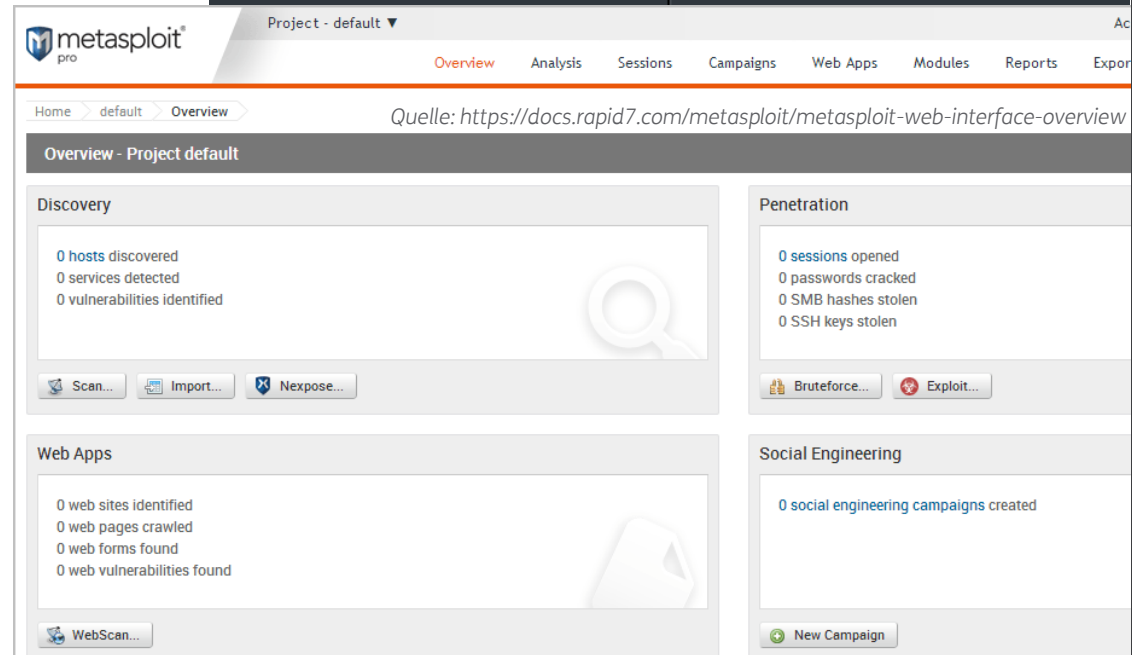 Project - default ▼
Ac
metasploit®
pro
Overview Analysis Sessions Campaigns Web Apps Modules Reports Expor
Home default Overview
Quelle: https://docs.rapid7.com/metasploit/metasploit-web-interface-overview
Overview - Project default
Discovery
0 hosts discovered
0 services detected
0 vulnerabilities identified
Scan... Import... Nexpose...
Penetration
0 sessions opened
0 passwords cracked
0 SMB hashes stolen
0 SSH keys stolen
Bruteforce... Exploit...
Web Apps
0 web sites identified
0 web pages crawled
0 web forms found
0 web vulnerabilities found
WebScan...
Social Engineering
0 social engineering campaigns created
New Campaign